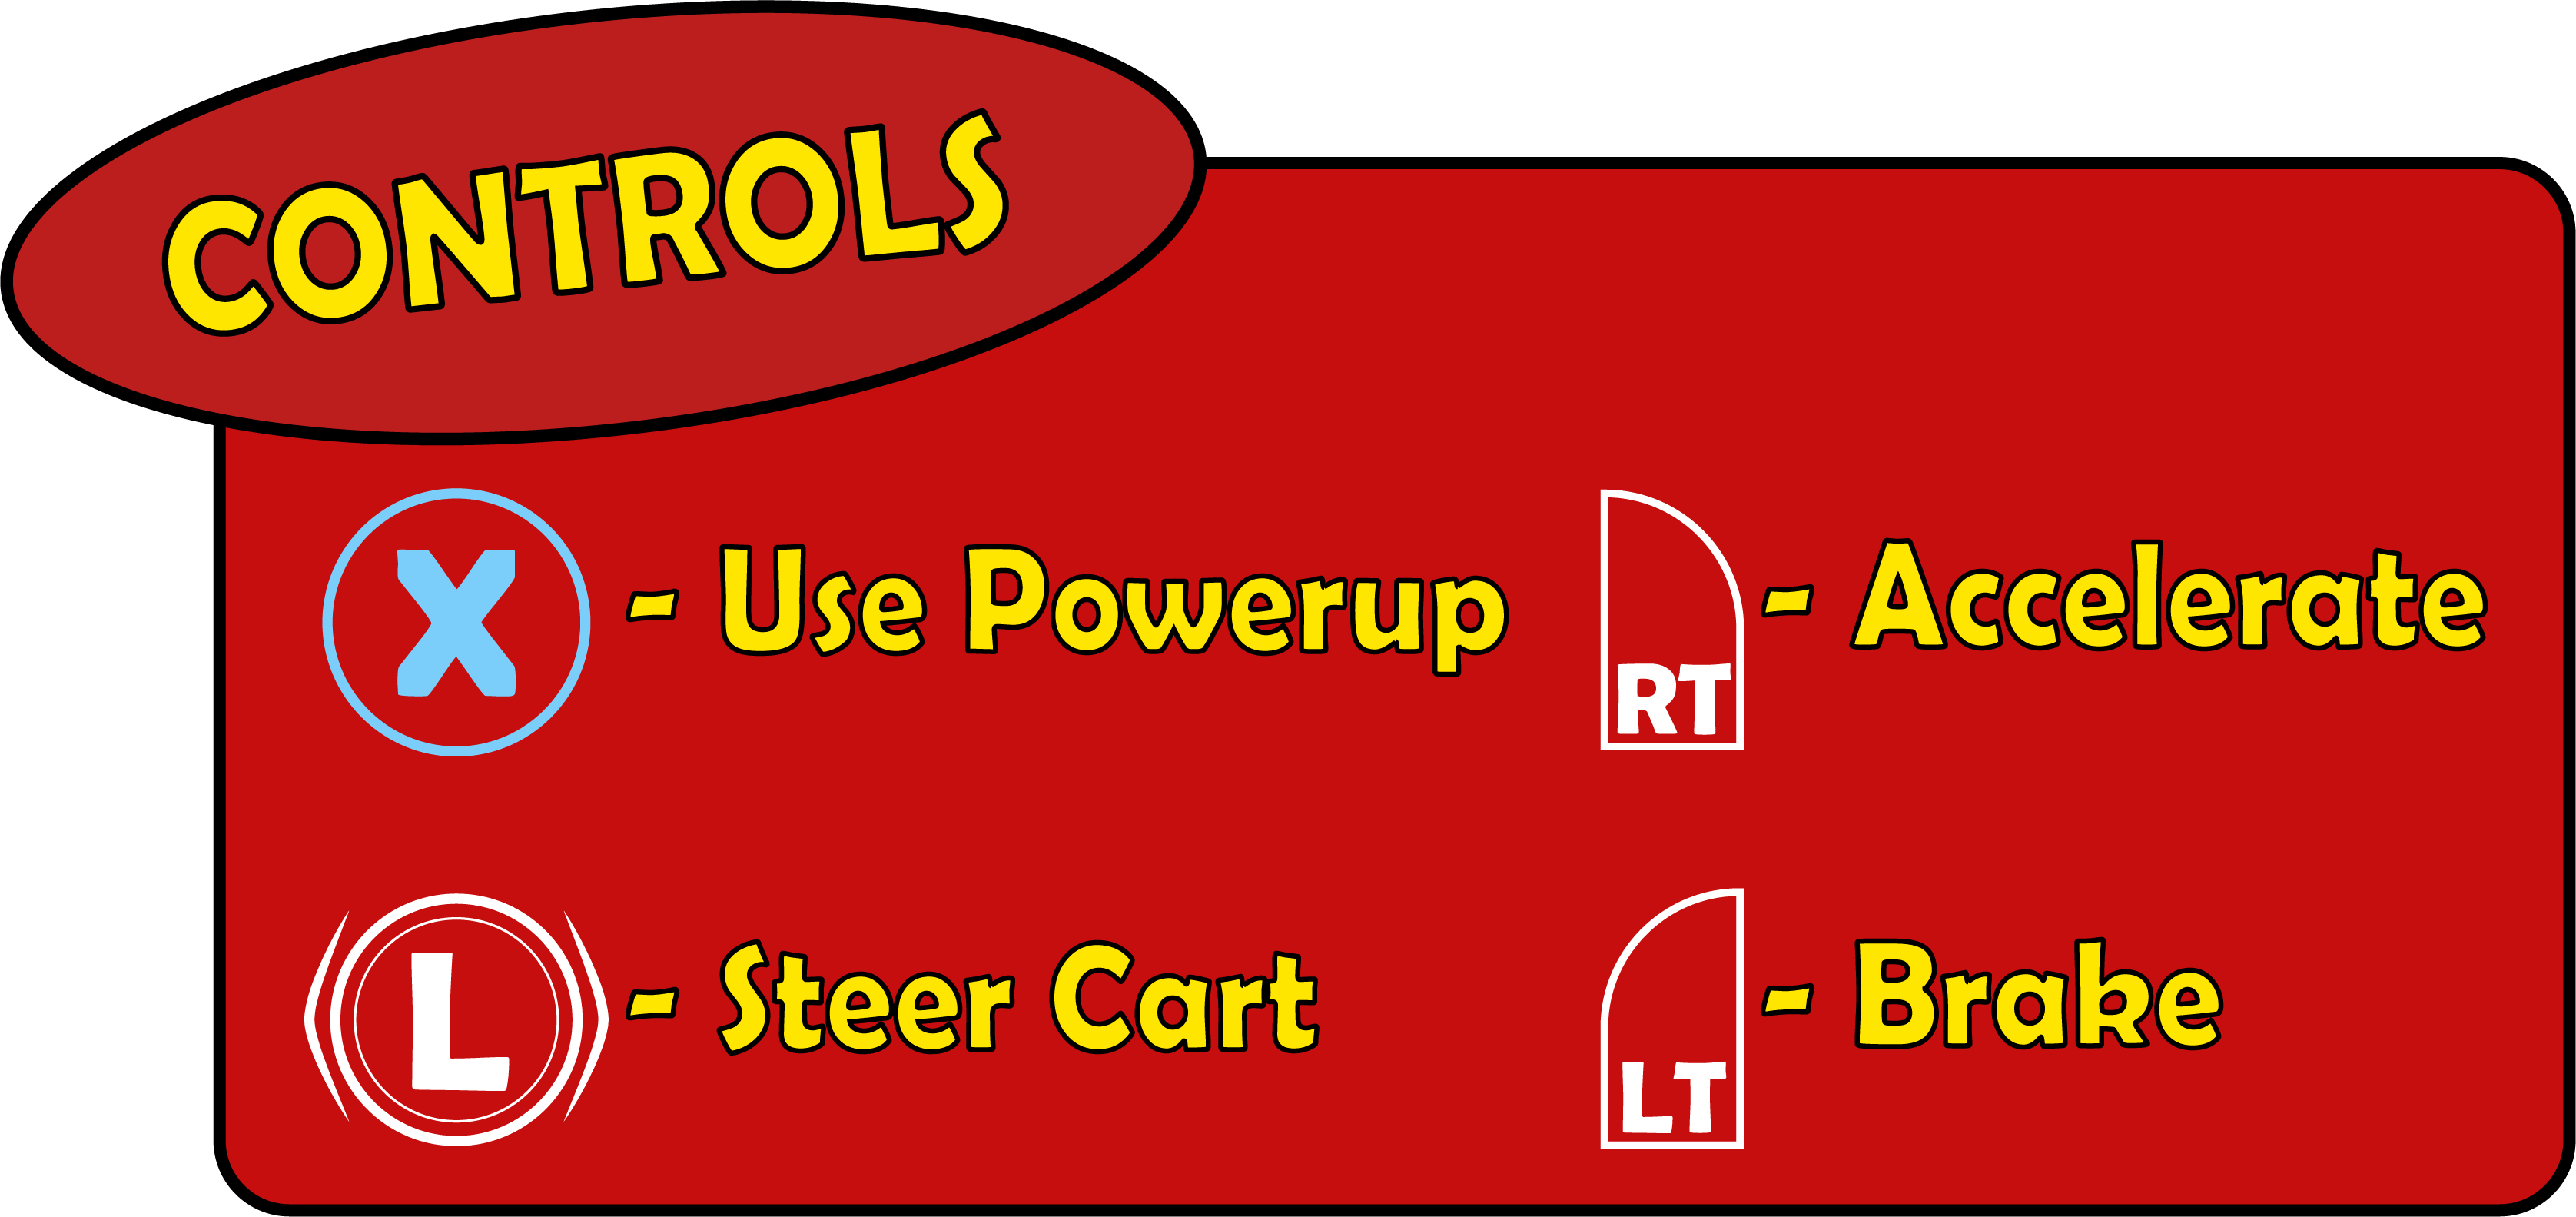 CONTROLS
X - Use Powerup
RT - Accelerate
L - Steer Cart
LT - Brake